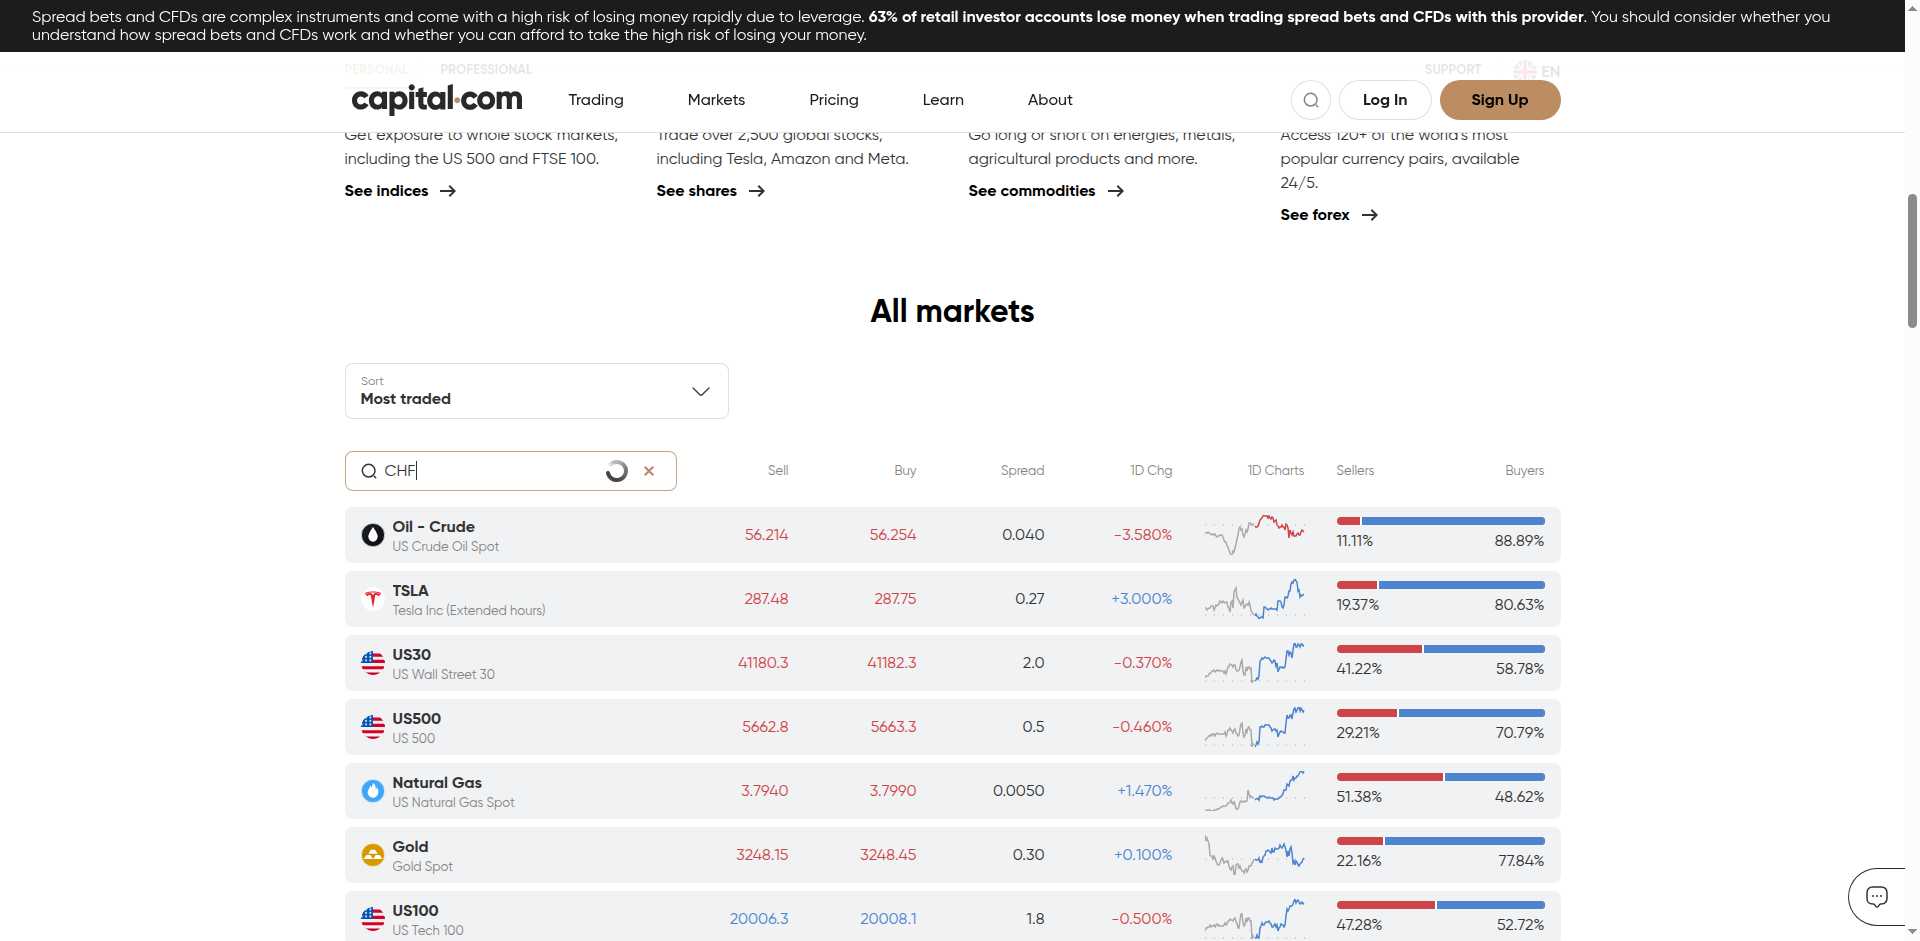 Spread bets and CFDs are complex instruments and come with a high risk of losing money rapidly due to leverage. 63% of retail investor accounts lose money when trading spread bets and CFDs with this provider. You should consider whether you
understand how spread bets and CFDs work and whether you can afford to take the high risk of losing your money.
PERSONAL PROFESSIONAL SUPPORT EN
capital.com Trading Markets Pricing Learn About Log In Sign Up
Get exposure to whole stock markets,
including the US 500 and FTSE 100.
See indices
Trade over 2,500 global stocks,
including Tesla, Amazon and Meta.
See shares
Go long or short on energies, metals,
agricultural products and more.
See commodities
Access 120+ of the world's most
popular currency pairs, available
24/5.
See forex
All markets
Sort
Most traded
CHF Sell Buy Spread 1D Chg 1D Charts Sellers Buyers
Oil - Crude
US Crude Oil Spot
56.214 56.254 0.040 -3.580% 11.11% 88.89%
TSLA
Tesla Inc (Extended hours)
287.48 287.75 0.27 +3.000% 19.37% 80.63%
US30
US Wall Street 30
41180.3 41182.3 2.0 -0.370% 41.22% 58.78%
US500
US 500
5662.8 5663.3 0.5 -0.460% 29.21% 70.79%
Natural Gas
US Natural Gas Spot
3.7940 3.7990 0.0050 +1.470% 51.38% 48.62%
Gold
Gold Spot
3248.15 3248.45 0.30 +0.100% 22.16% 77.84%
US100
US Tech 100
20006.3 20008.1 1.8 -0.500% 47.28% 52.72%